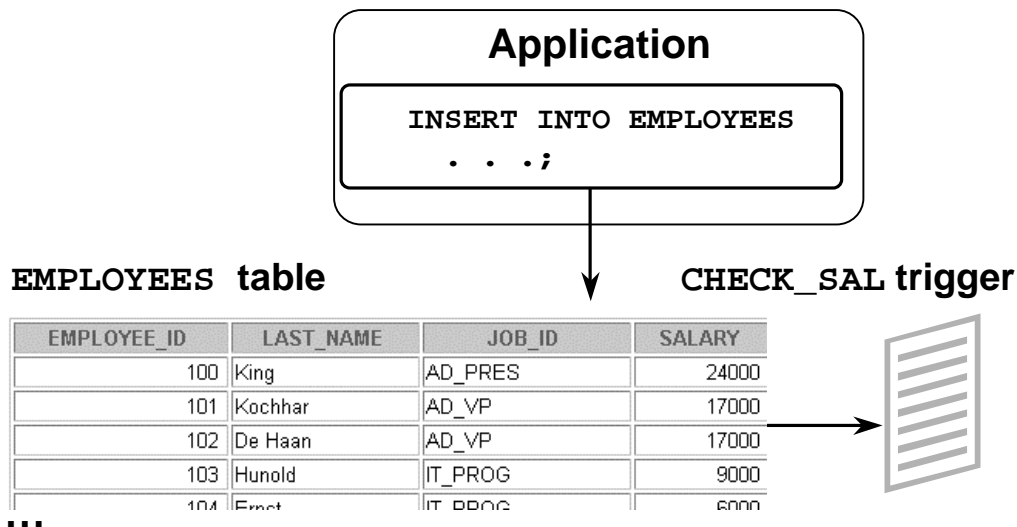 Application
INSERT INTO EMPLOYEES
. . .;
EMPLOYEES table
CHECK_SAL trigger
EMPLOYEE_ID LAST_NAME JOB_ID SALARY
100 King AD_PRES 24000
101 Kochhar AD_VP 17000
102 De Haan AD_VP 17000
103 Hunold IT_PROG 9000
104 Ernst IT_PROG 6000
...